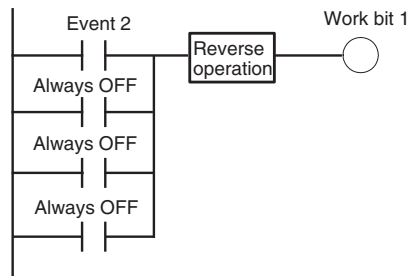 Work bit 1
Event 2
Reverse
operation
Always OFF
Always OFF
Always OFF